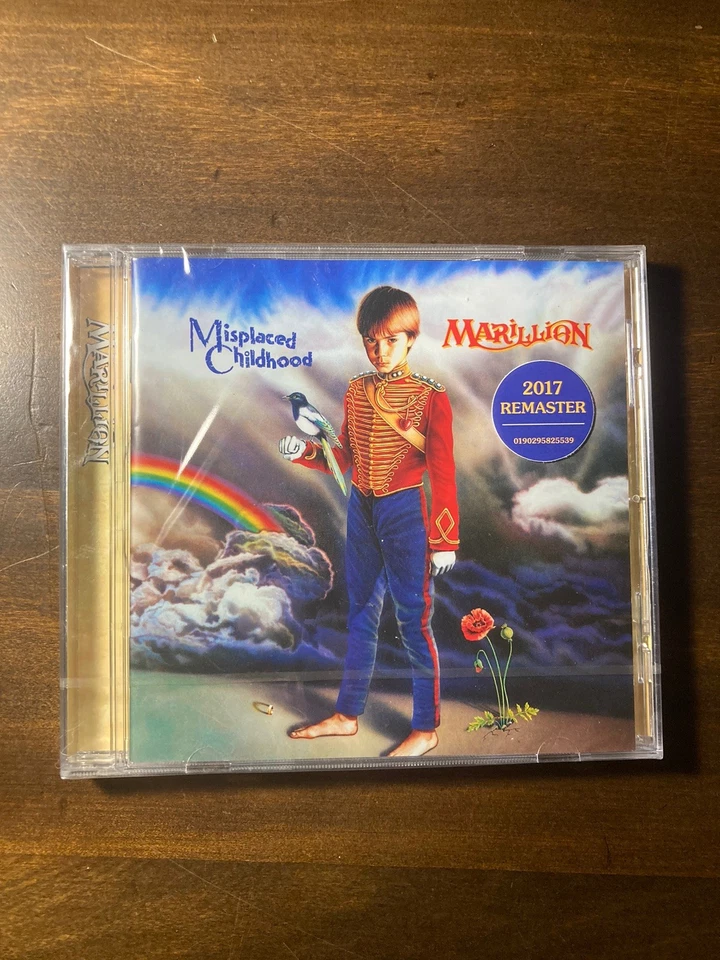 MARILLION
Misplaced
Childhood
MARILLION
2017
REMASTER
0190295825539